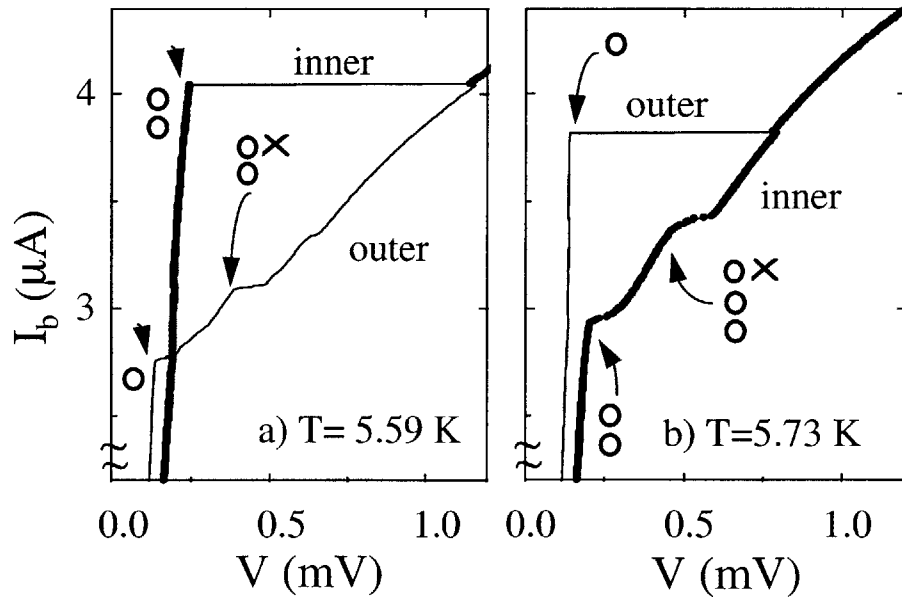 inner
outer
a) T= 5.59 K
4
3
I_b (μA)
0.0 0.5 1.0
V (mV)
outer
inner
b) T=5.73 K
0.0 0.5 1.0
V (mV)